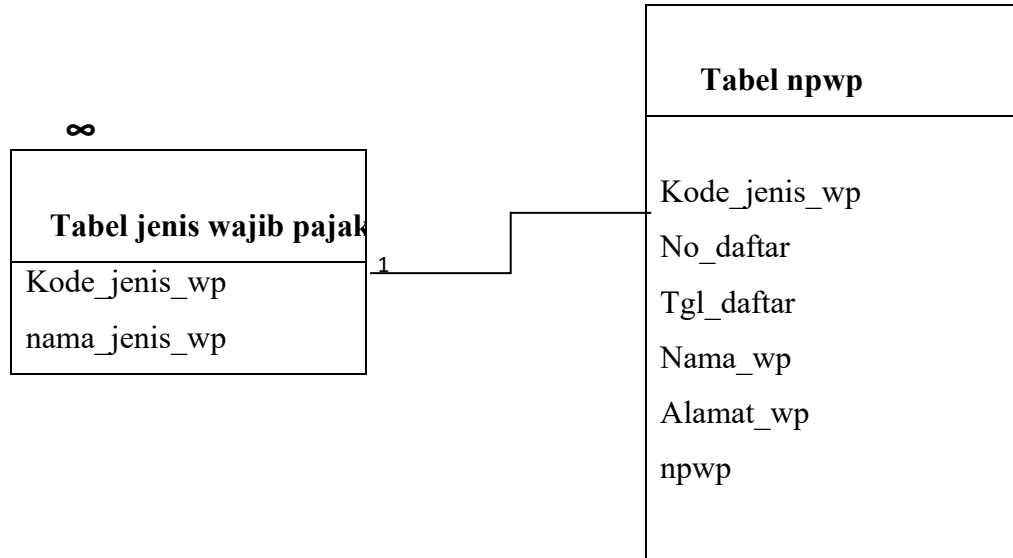 ∞
Tabel jenis wajib pajak
Kode_jenis_wp
nama_jenis_wp
1
Tabel npwp
Kode_jenis_wp
No_daftar
Tgl_daftar
Nama_wp
Alamat_wp
npwp